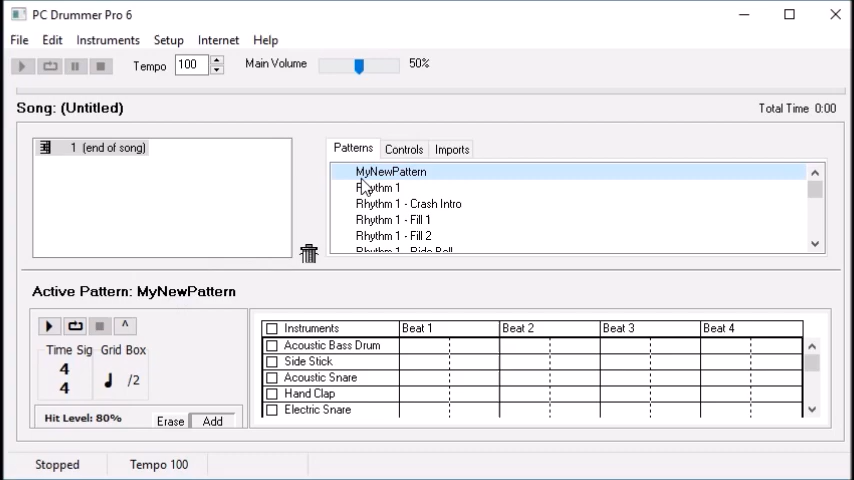 PC Drummer Pro 6
File Edit Instruments Setup Internet Help
Tempo 100 Main Volume 50%
Song: (Untitled) Total Time 0:00
1 (end of song)
Patterns Controls Imports
MyNewPattern
Rhythm 1
Rhythm 1 - Crash Intro
Rhythm 1 - Fill 1
Rhythm 1 - Fill 2
Rhythm 1 - Ride Bell
Active Pattern: MyNewPattern
^
Time Sig Grid Box
4
4
/2
Hit Level: 80% Erase Add
Instruments Beat 1 Beat 2 Beat 3 Beat 4
Acoustic Bass Drum
Side Stick
Acoustic Snare
Hand Clap
Electric Snare
Stopped Tempo 100